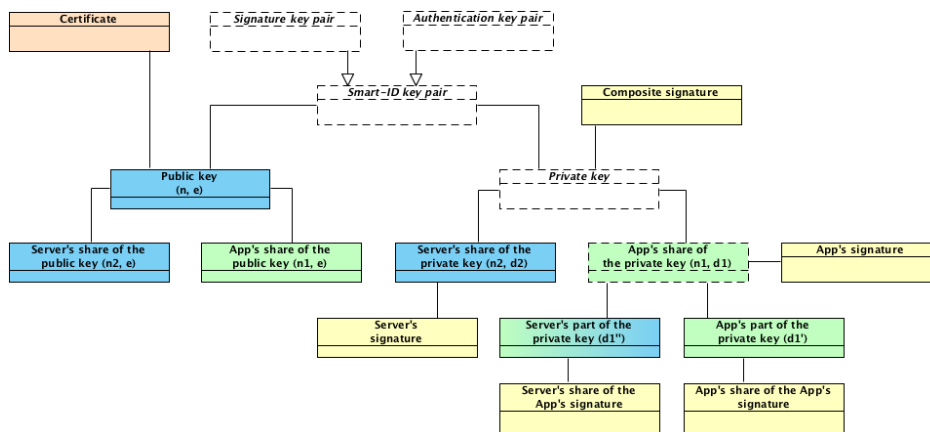 Certificate
Signature key pair
Authentication key pair
Smart-ID key pair
Composite signature
Public key
(n, e)
Private key
Server's share of the
public key (n2, e)
App's share of the
public key (n1, e)
Server's share of the
private key (n2, d2)
App's share of
the private key (n1, d1)
App's signature
Server's
signature
Server's part of the
private key (d1'')
App's part of the
private key (d1')
Server's share of the
App's signature
App's share of the App's
signature